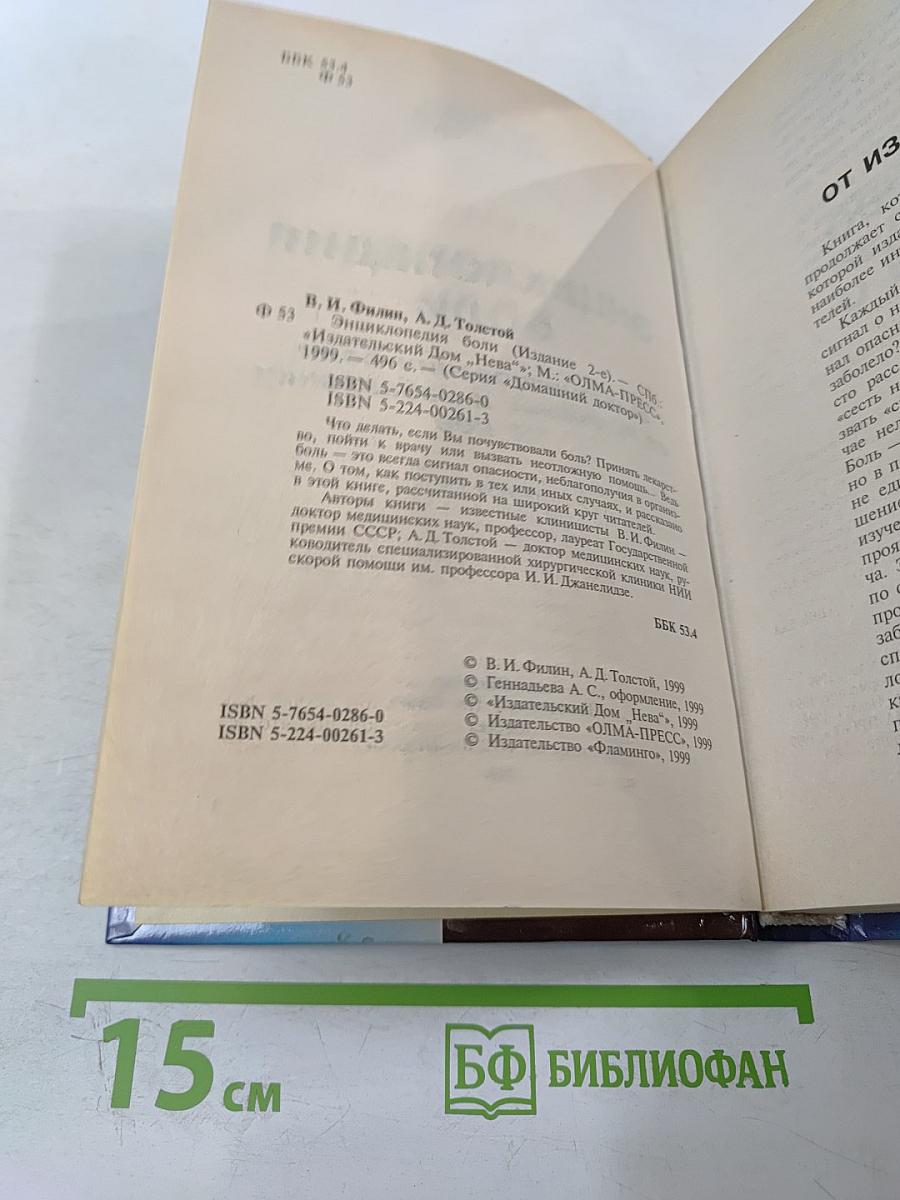 ББК 53.4
Ф 53
В. И. Филин, А. Д. Толстой
Ф 53 Энциклопедия боли (Издание 2-е). — СПб.:
«Издательский Дом „Нева“»; М.: «ОЛМА-ПРЕСС»,
1999. — 496 с. — (Серия «Домашний доктор»)
ISBN 5-7654-0286-0
ISBN 5-224-00261-3
Что делать, если Вы почувствовали боль? Принять лекарст-
во, пойти к врачу или вызвать неотложную помощь... Ведь
боль — это всегда сигнал опасности, неблагополучия в организ-
ме. О том, как поступить в тех или иных случаях, и рассказано
в этой книге, рассчитанной на широкий круг читателей.
Авторы книги — известные клиницисты В. И. Филин —
доктор медицинских наук, профессор, лауреат Государственной
премии СССР; А. Д. Толстой — доктор медицинских наук, ру-
ководитель специализированной хирургической клиники НИИ
скорой помощи им. профессора И. И. Джанелидзе.
ББК 53.4
© В. И. Филин, А. Д. Толстой, 1999
© Геннадьева А. С., оформление, 1999
© «Издательский Дом „Нева“», 1999
© Издательство «ОЛМА-ПРЕСС», 1999
© Издательство «Фламинго», 1999
ISBN 5-7654-0286-0
ISBN 5-224-00261-3
ОТ ИЗ
Книга, ко
продолжает с
которой изда
наиболее ин
телей.
Каждый
сигнал о н
нал опасн
заболело?
сто расс
«сесть н
звать «с
чае нел
Боль —
но в п
не еди
шение
изуче
проя
ча. 
по с
про
заб
сп
ло
к
п
15 см
БФ БИБЛИОФАН